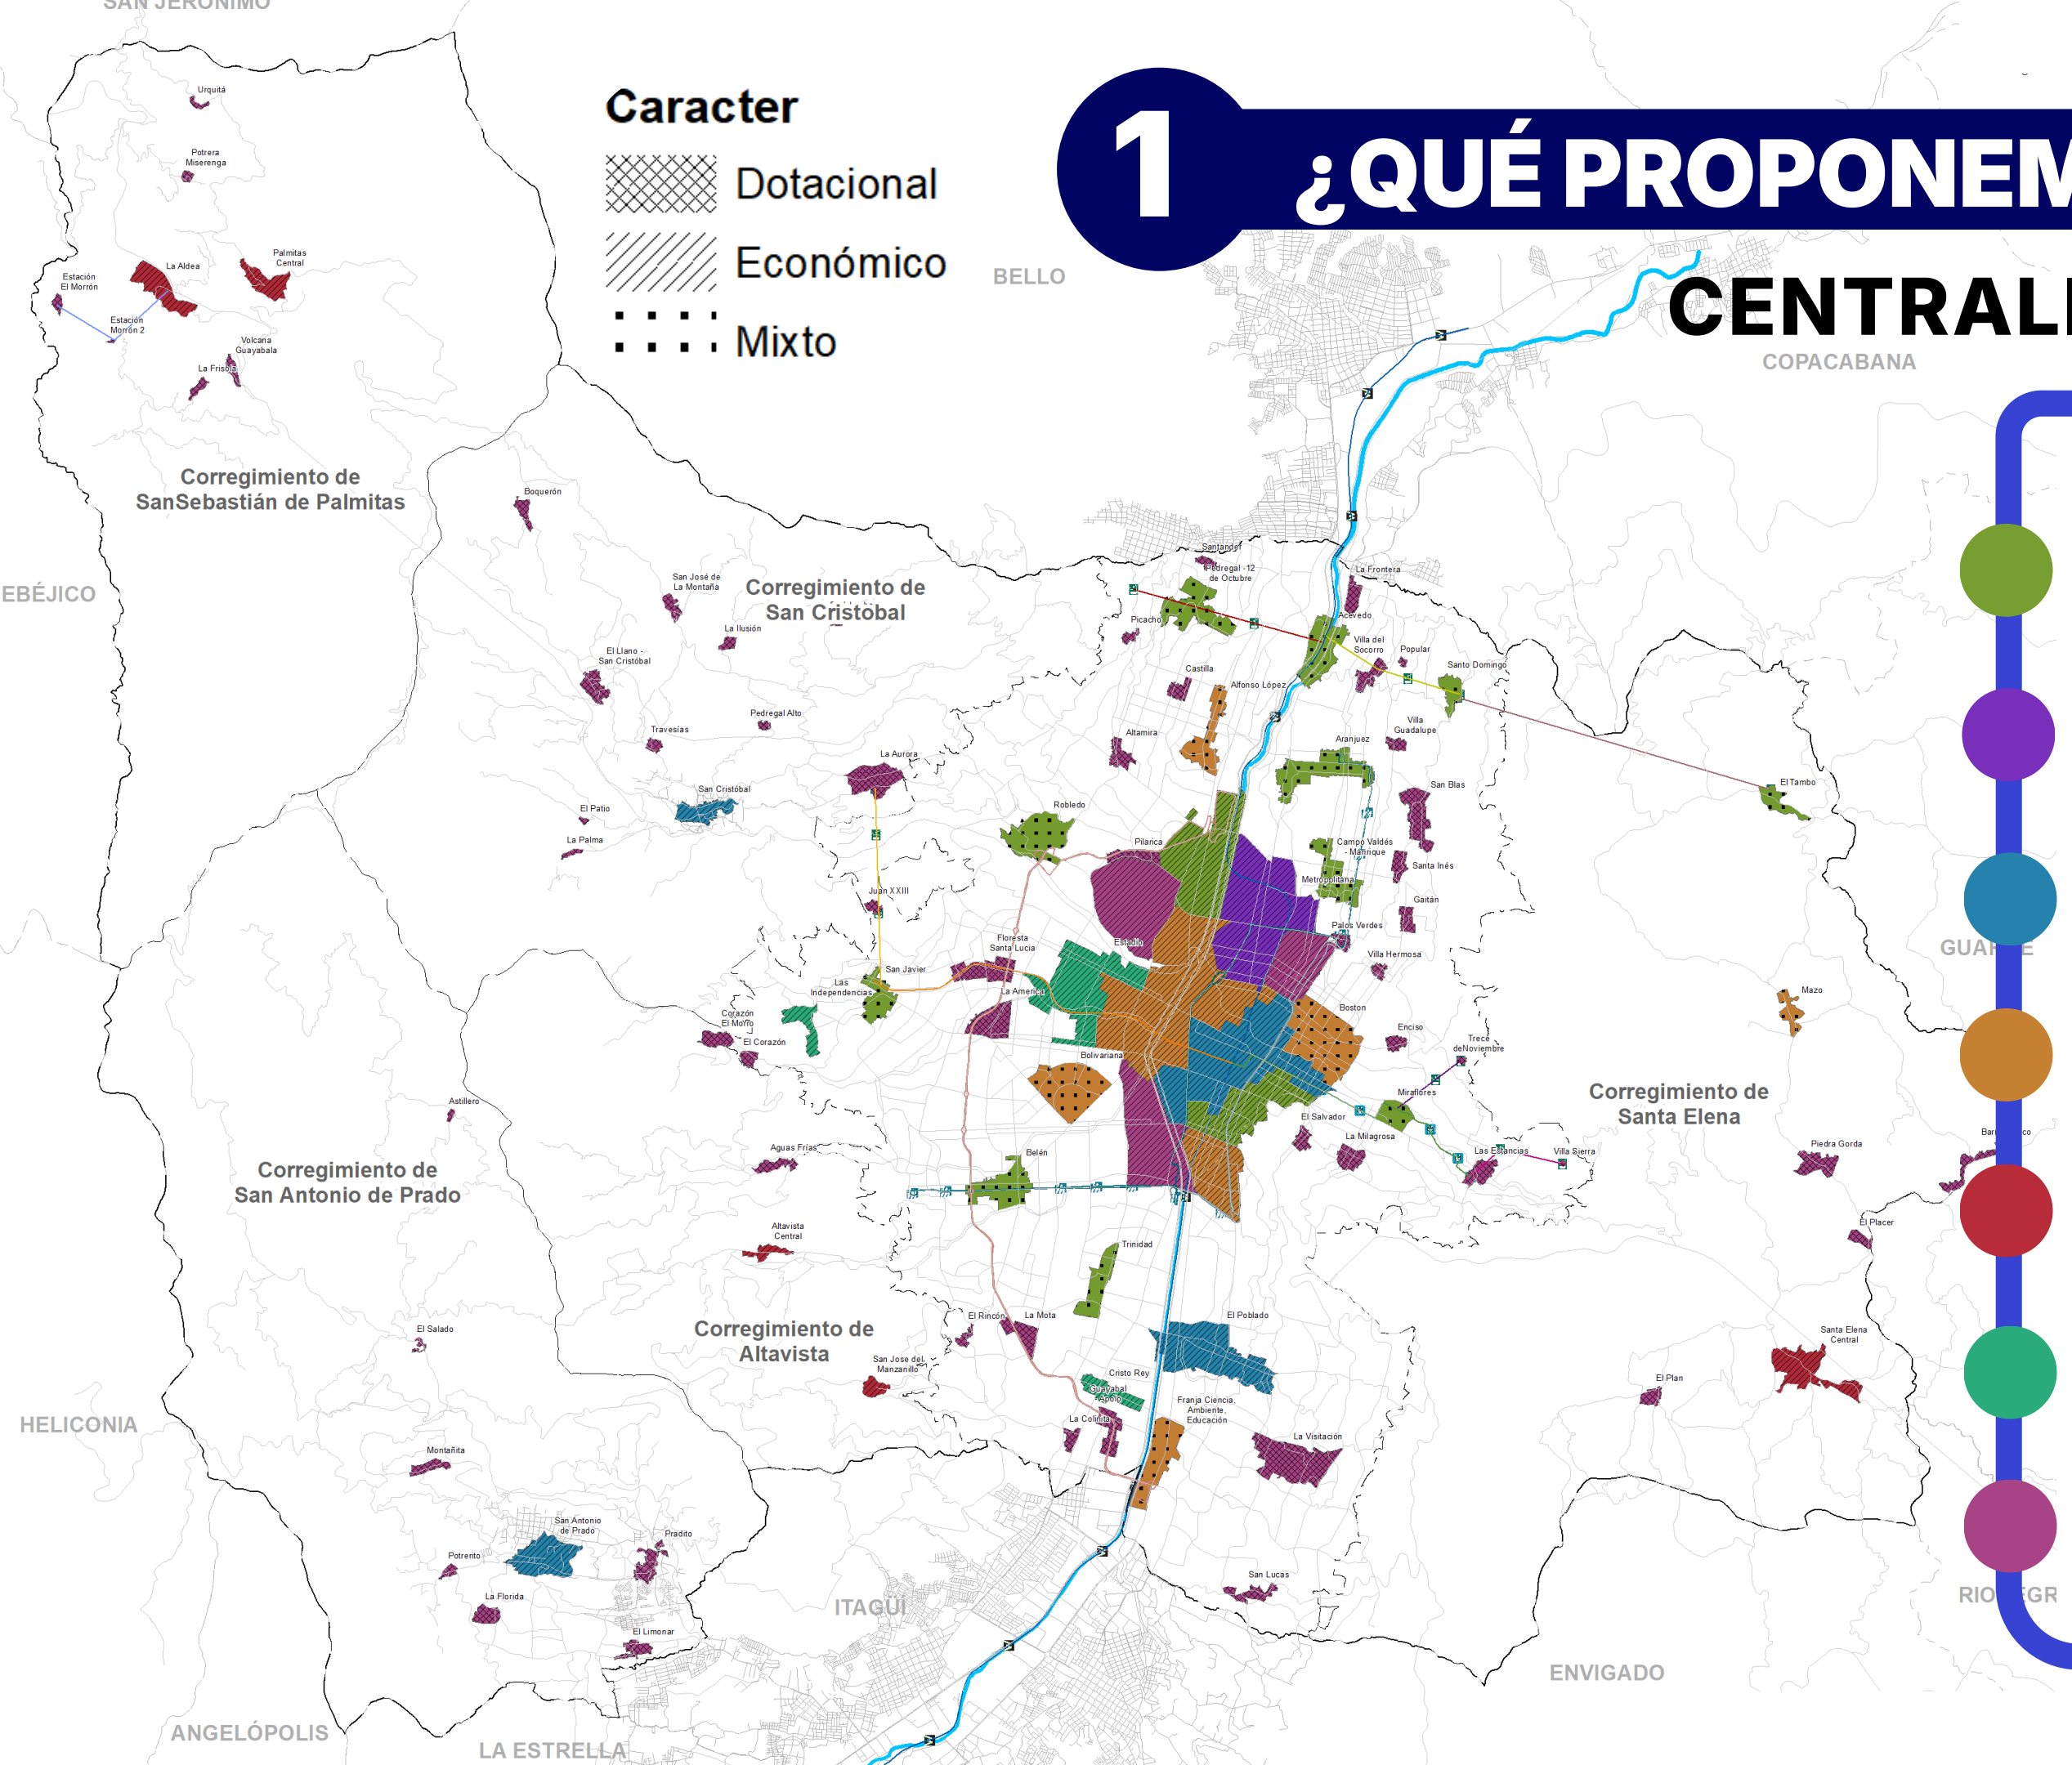 SAN JERÓNIMO
Caracter
Dotacional
Económico
Mixto
1
¿QUÉ PROPONEM
CENTRALI
BELLO
COPACABANA
Urquitá
Potrera
Miserenga
La Aldea
Palmitas
Central
Estación
El Morrón
Estación
Morrón 2
Volcana
Guayabala
La Frisola
Corregimiento de
SanSebastián de Palmitas
Boquerón
EBÉJICO
San José de
La Montaña
Corregimiento de
San Cristóbal
La Ilusión
El Llano -
San Cristóbal
Pedregal Alto
Travesías
La Aurora
San Cristóbal
El Patio
La Palma
Santander
Pedregal -12
de Octubre
La Frontera
Picacho
Acevedo
Villa del
Socorro
Popular
Santo Domingo
Castilla
Alfonso López
Altamira
Villa
Guadalupe
Aranjuez
San Blas
El Tambo
Robledo
Pilarica
Campo Valdés
- Manrique
Santa Inés
Metropolitana
Juan XXIII
Gaitán
Palos Verdes
Floresta
Santa Lucia
Estadio
Villa Hermosa
GUARNE
San Javier
Las
Independencias
La America
Mazo
Corazón
El Morro
El Corazón
Boston
Enciso
Trece
deNoviembre
Bolivariana
Miraflores
Corregimiento de
Santa Elena
Astillero
El Salvador
La Milagrosa
Aguas Frías
Belén
Las Estancias
Villa Sierra
Piedra Gorda
Corregimiento de
San Antonio de Prado
Altavista
Central
El Placer
Trinidad
El Salado
El Rincón
La Mota
El Poblado
Corregimiento de
Altavista
Santa Elena
Central
San Jose del
Manzanillo
Cristo Rey
Guayabal
El Plan
Franja Ciencia,
Ambiente,
Educación
La Colinita
La Visitación
HELICONIA
Montañita
San Antonio
de Prado
Pradito
Potrerito
San Lucas
La Florida
ITAGÜÍ
El Limonar
ENVIGADO
ANGELÓPOLIS
LA ESTRELLA